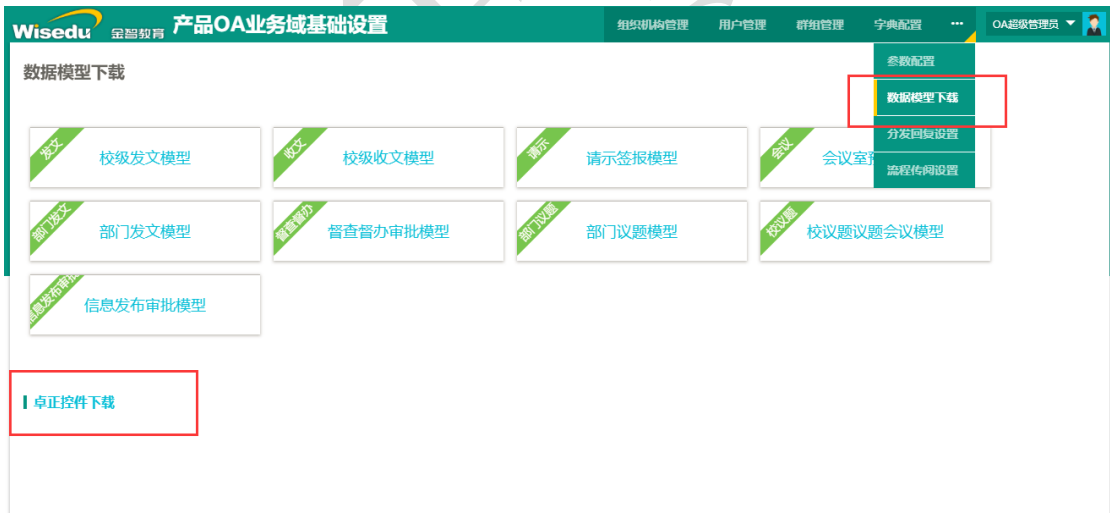 Wisedu 金智教育 产品OA业务域基础设置 组织机构管理 用户管理 群组管理 字典配置 ··· OA超级管理员
参数配置
数据模型下载
数据模型下载
分发回复设置
流程传阅设置
发文 校级发文模型
收文 校级收文模型
请示 请示签报模型
会议 会议室
部门发文 部门发文模型
督查督办 督查督办审批模型
部门议题 部门议题模型
校议题 校议题议题会议模型
信息发布审批 信息发布审批模型
卓正控件下载